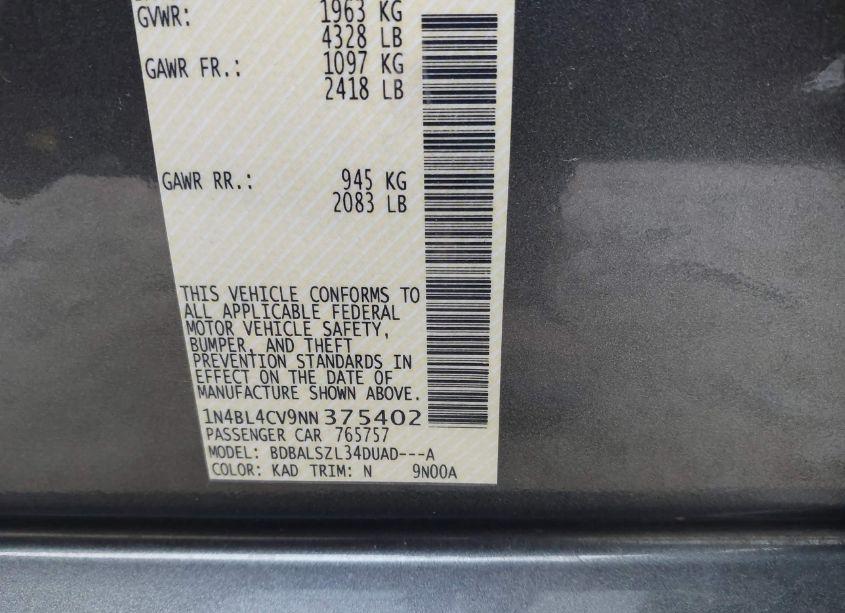 GVWR: 1963 KG
4328 LB
GAWR FR.: 1097 KG
2418 LB
GAWR RR.: 945 KG
2083 LB
THIS VEHICLE CONFORMS TO
ALL APPLICABLE FEDERAL
MOTOR VEHICLE SAFETY,
BUMPER, AND THEFT
PREVENTION STANDARDS IN
EFFECT ON THE DATE OF
MANUFACTURE SHOWN ABOVE.
1N4BL4CV9NN375402
PASSENGER CAR 765757
MODEL: BDBALSZL34DUAD---A
COLOR: KAD TRIM: N 9N00A